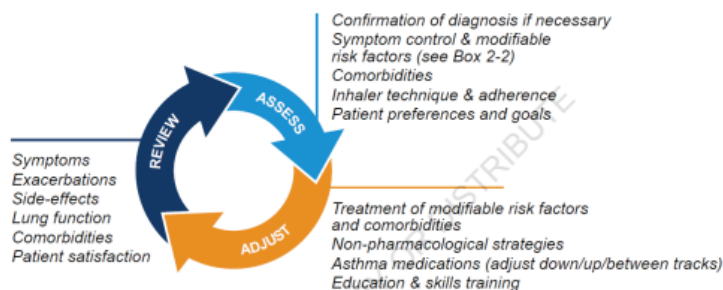 Confirmation of diagnosis if necessary
Symptom control & modifiable
risk factors (see Box 2-2)
Comorbidities
Inhaler technique & adherence
Patient preferences and goals
ASSESS
REVIEW
ADJUST
Symptoms
Exacerbations
Side-effects
Lung function
Comorbidities
Patient satisfaction
Treatment of modifiable risk factors
and comorbidities
Non-pharmacological strategies
Asthma medications (adjust down/up/between tracks)
Education & skills training
OR DISTRIBUTE